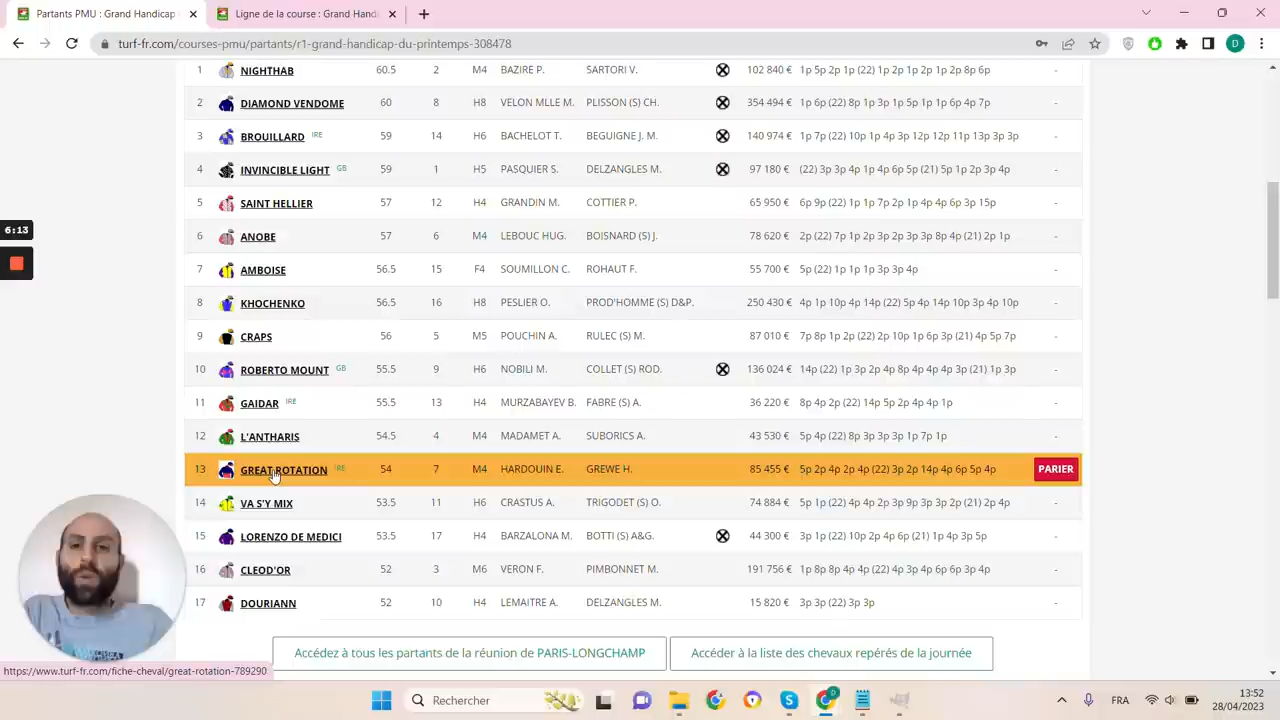 Partants PMU : Grand Handicap
Ligne de la course : Grand Handi
turf-fr.com/courses-pmu/partants/r1-grand-handicap-du-printemps-308478
D
1 NIGHTHAB 60.5 2 M4 BAZIRE P. SARTORI V. 102 840 € 1p 5p 2p 1p (22) 1p 2p 1p 2p 1p 2p 8p 6p -
2 DIAMOND VENDOME 60 8 H8 VELON MLLE M. PLISSON (S) CH. 354 494 € 1p 6p (22) 8p 1p 3p 1p 5p 1p 1p 6p 4p 7p -
3 BROUILLARD IRE 59 14 H6 BACHELOT T. BEGUIGNE J. M. 140 974 € 1p 7p (22) 10p 1p 4p 3p 12p 12p 11p 13p 3p 3p -
4 INVINCIBLE LIGHT GB 59 1 H5 PASQUIER S. DELZANGLES M. 97 180 € (22) 3p 3p 4p 1p 4p 6p 5p (21) 5p 1p 2p 3p 4p -
5 SAINT HELLIER 57 12 H4 GRANDIN M. COTTIER P. 65 950 € 6p 9p (22) 1p 1p 7p 2p 1p 4p 4p 6p 3p 15p -
6 ANOBE 57 6 M4 LEBOUC HUG. BOISNARD (S) J. 78 620 € 2p (22) 7p 1p 2p 3p 2p 3p 3p 8p 4p (21) 2p 1p -
7 AMBOISE 56.5 15 F4 SOUMILLON C. ROHAUT F. 55 700 € 5p (22) 1p 1p 1p 3p 3p 4p -
8 KHOCHENKO 56.5 16 H8 PESLIER O. PROD'HOMME (S) D&P. 250 430 € 4p 1p 10p 4p 14p (22) 5p 4p 14p 10p 3p 4p 10p -
9 CRAPS 56 5 M5 POUCHIN A. RULEC (S) M. 87 010 € 7p 8p 1p 2p (22) 2p 10p 1p 6p 3p (21) 4p 5p 7p -
10 ROBERTO MOUNT GB 55.5 9 H6 NOBILI M. COLLET (S) ROD. 136 024 € 14p (22) 1p 3p 2p 4p 8p 4p 4p 4p 3p (21) 1p 3p -
11 GAIDAR IRE 55.5 13 H4 MURZABAYEV B. FABRE (S) A. 36 220 € 8p 4p 2p (22) 14p 5p 2p 4p 4p 1p -
12 L'ANTHARIS 54.5 4 M4 MADAMET A. SUBORICS A. 43 530 € 5p 4p (22) 8p 3p 3p 1p 7p 1p -
13 GREAT ROTATION IRE 54 7 M4 HARDOUIN E. GREWE H. 85 455 € 5p 2p 4p 2p 4p (22) 3p 2p 14p 4p 6p 5p 4p PARIER
14 VA S'Y MIX 53.5 11 H6 CRASTUS A. TRIGODET (S) O. 74 884 € 5p 1p (22) 4p 4p 2p 3p 9p 3p 3p 2p (21) 2p 4p -
15 LORENZO DE MEDICI 53.5 17 H4 BARZALONA M. BOTTI (S) A&G. 44 300 € 3p 1p (22) 10p 2p 4p 6p (21) 1p 4p 3p 5p -
16 CLEOD'OR 52 3 M6 VERON F. PIMBONNET M. 191 756 € 1p 8p 8p 4p 4p (22) 4p 3p 4p 6p 6p 3p 4p -
17 DOURIANN 52 10 H4 LEMAITRE A. DELZANGLES M. 15 820 € 3p 3p (22) 3p 3p -
6:13
Accédez à tous les partants de la réunion de PARIS-LONGCHAMP
Accéder à la liste des chevaux repérés de la journée
https://www.turf-fr.com/fiche-cheval/great-rotation-789290
Rechercher
FRA
13:52
28/04/2023